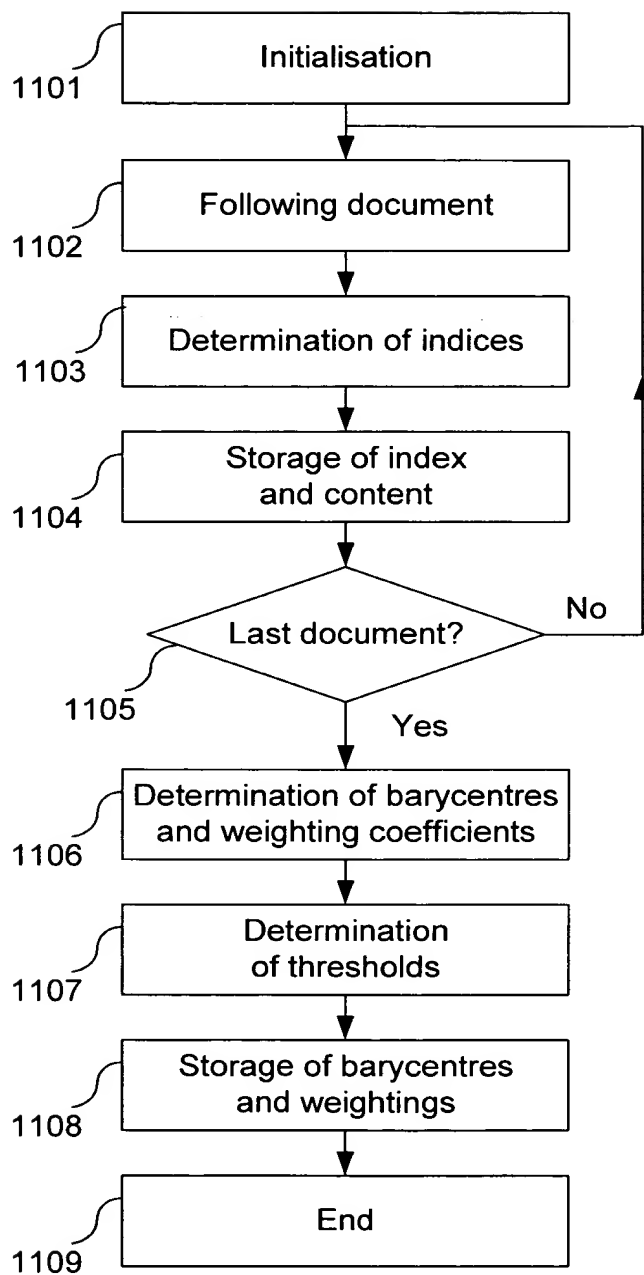 Initialisation
1101
Following document
1102
Determination of indices
1103
Storage of index
and content
1104
Last document?
No
1105
Yes
Determination of barycentres
and weighting coefficients
1106
Determination
of thresholds
1107
Storage of barycentres
and weightings
1108
End
1109